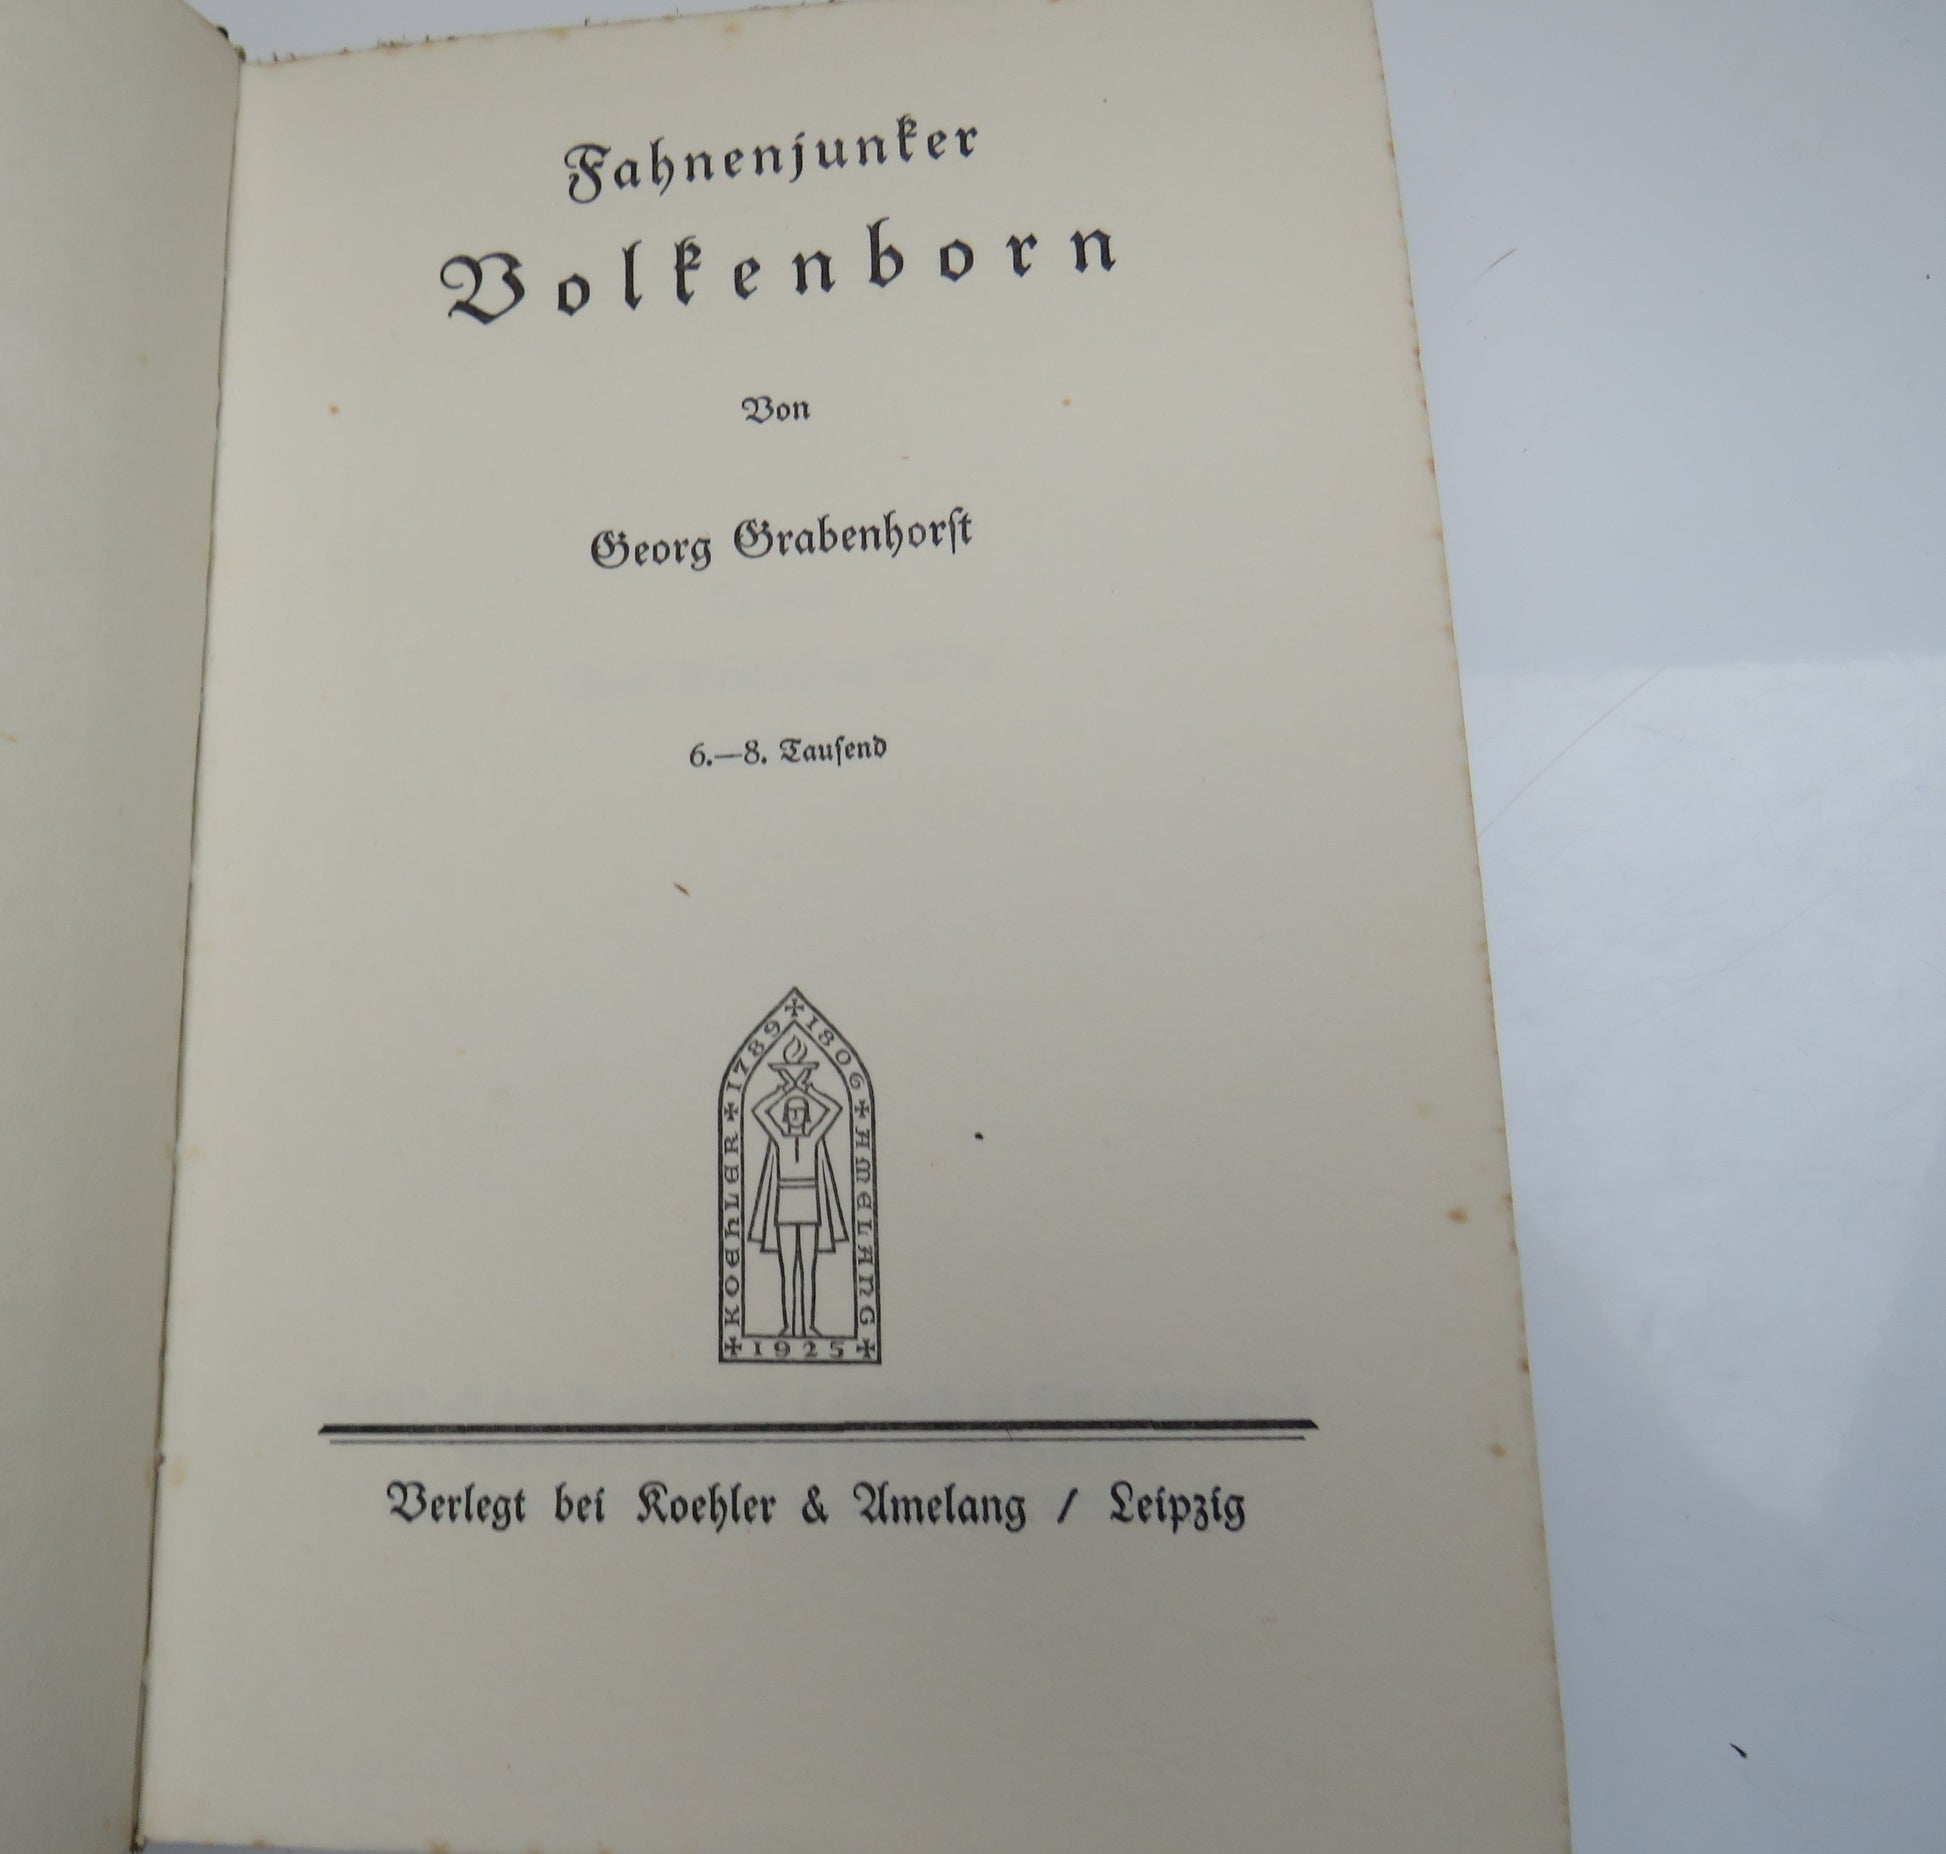 Fahnenjunker
Volkenborn
Von
Georg Grabenhorſt
6.—8. Tauſend
KOEHLER 1789 1806 AMELANG
1925
Verlegt bei Koehler & Amelang / Leipzig